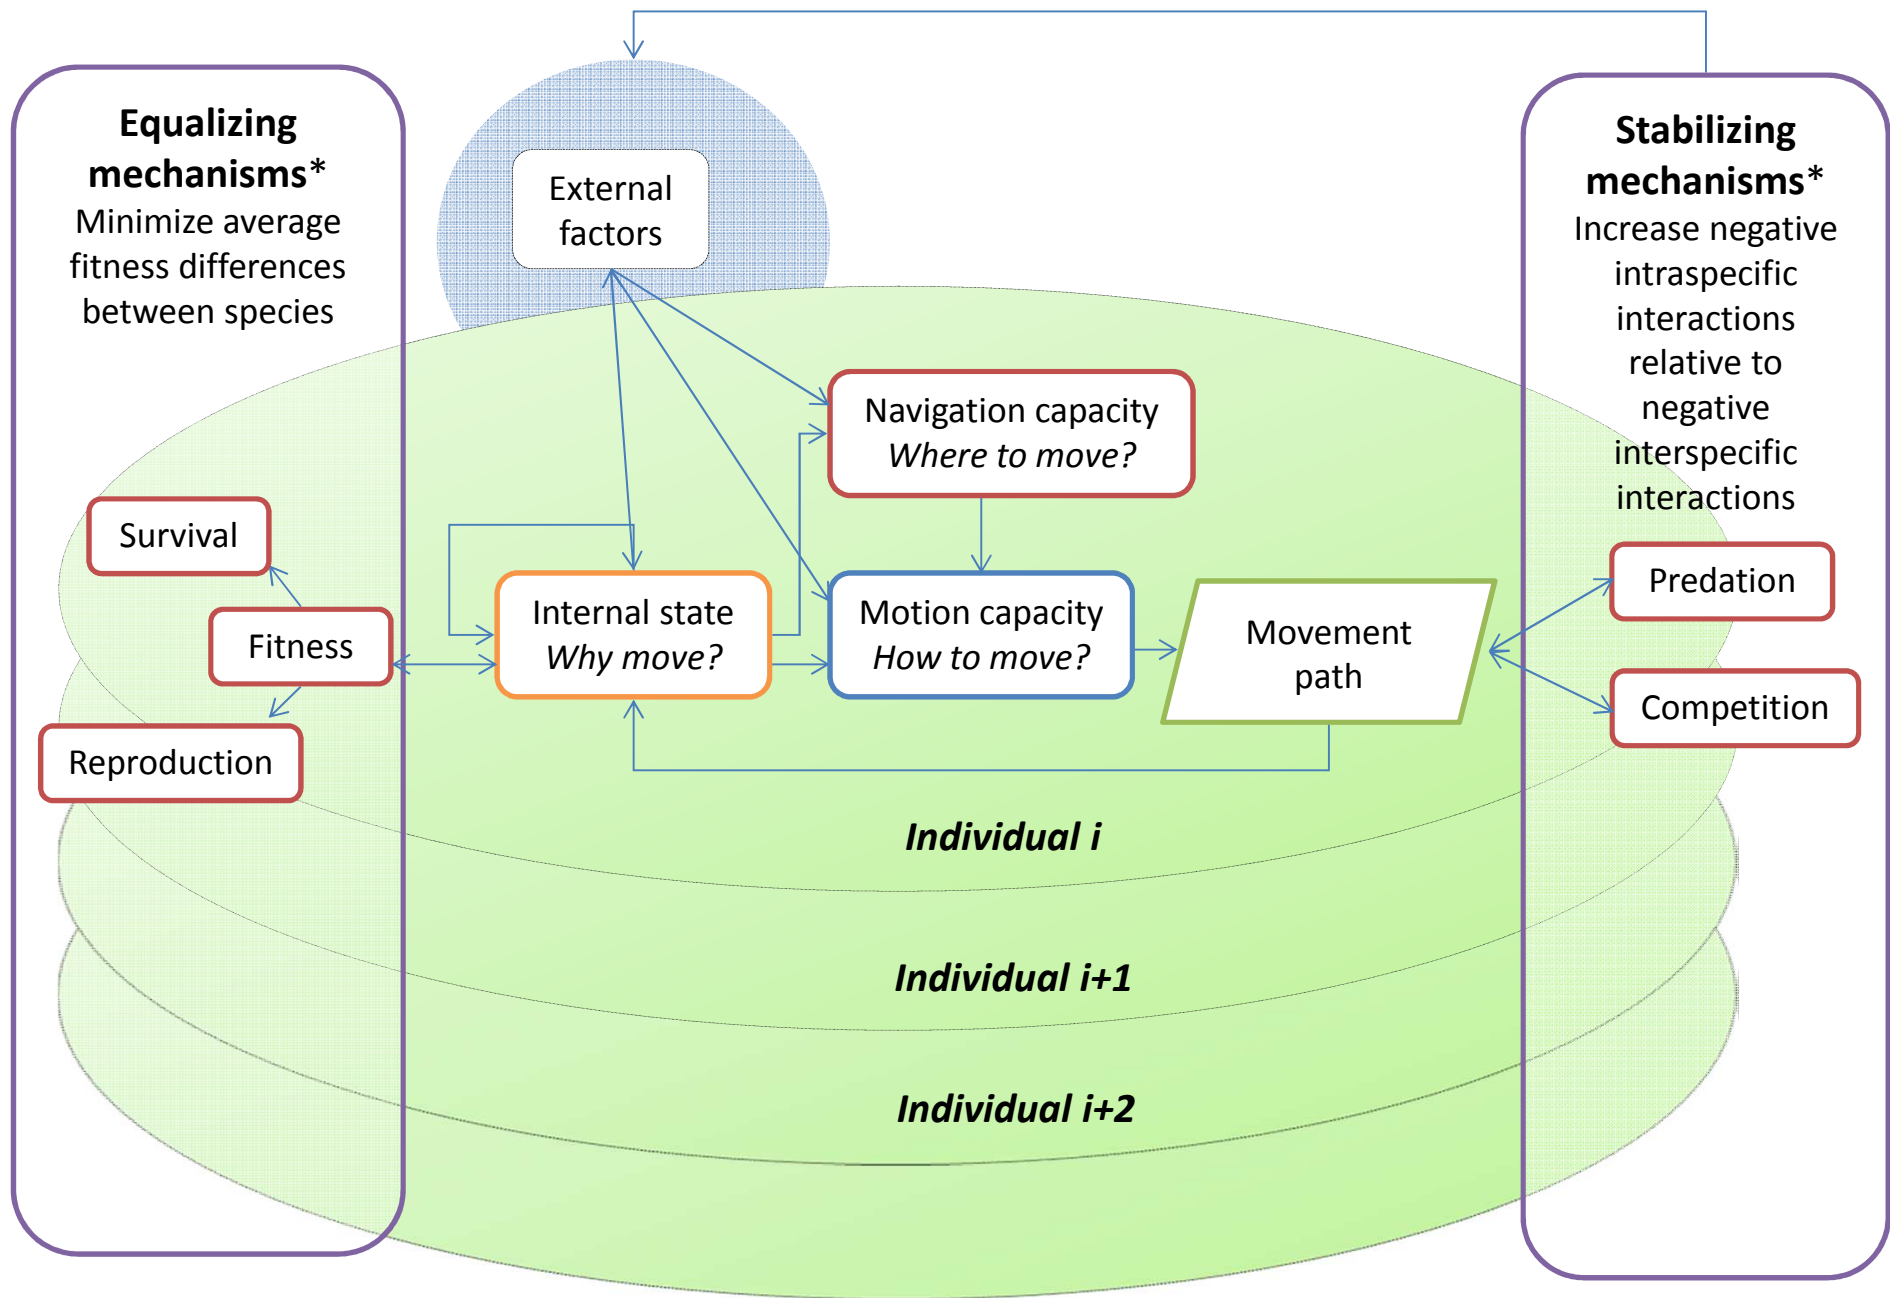 Equalizing
mechanisms*
Minimize average
fitness differences
between species
External
factors
Stabilizing
mechanisms*
Increase negative
intraspecific
interactions
relative to
negative
interspecific
interactions
Navigation capacity
Where to move?
Survival
Fitness
Reproduction
Internal state
Why move?
Motion capacity
How to move?
Movement
path
Predation
Competition
Individual i
Individual i+1
Individual i+2